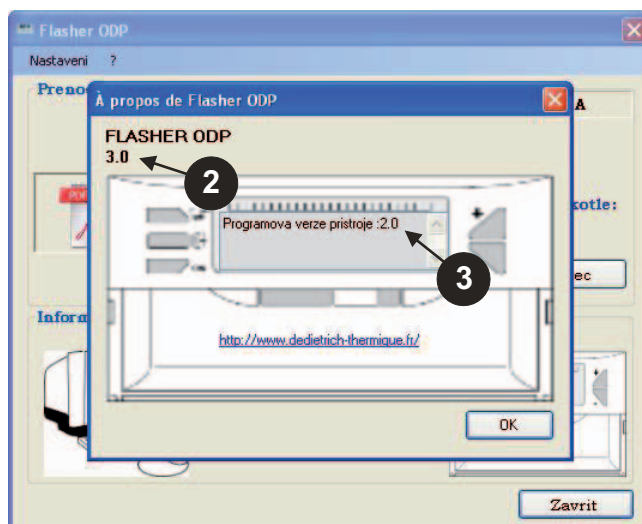 Flasher ODP
Nastaveni ?
Preno
A
À propos de Flasher ODP
FLASHER ODP
3.0
2
PDF
Programova verze pristroje :2.0
3
kotle:
ec
Inform
http://www.dedietrich-thermique.fr/
OK
Zavrit